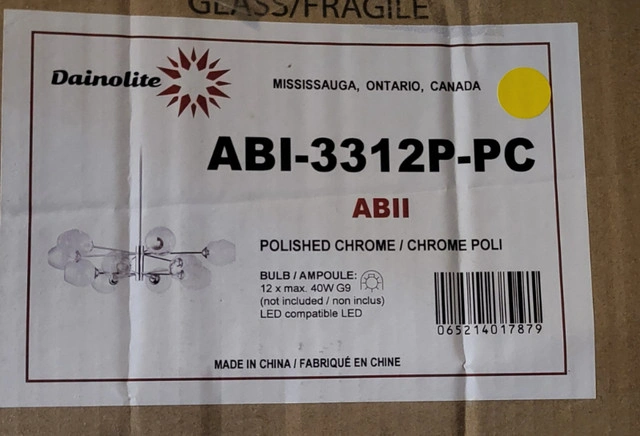 GLASS/FRAGILE
Dainolite
MISSISSAUGA, ONTARIO, CANADA
ABI-3312P-PC
ABII
POLISHED CHROME / CHROME POLI
BULB / AMPOULE:
12 x max. 40W G9
(not included / non inclus)
LED compatible LED
065214017879
MADE IN CHINA / FABRIQUÉ EN CHINE